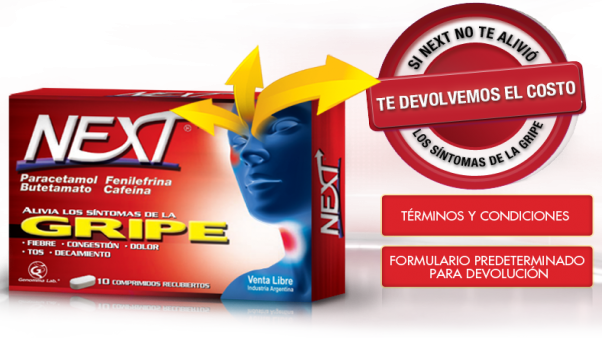 NEXT®
Paracetamol Fenilefrina
Butetamato Cafeína
ALIVIA LOS SÍNTOMAS DE LA
GRIPE
• FIEBRE • CONGESTIÓN • DOLOR
• TOS • DECAIMIENTO
Genomma Lab.
10 COMPRIMIDOS RECUBIERTOS
Venta Libre
Industria Argentina
NEXT
SI NEXT NO TE ALIVIÓ
TE DEVOLVEMOS EL COSTO
LOS SÍNTOMAS DE LA GRIPE
TÉRMINOS Y CONDICIONES
FORMULARIO PREDETERMINADO
PARA DEVOLUCIÓN